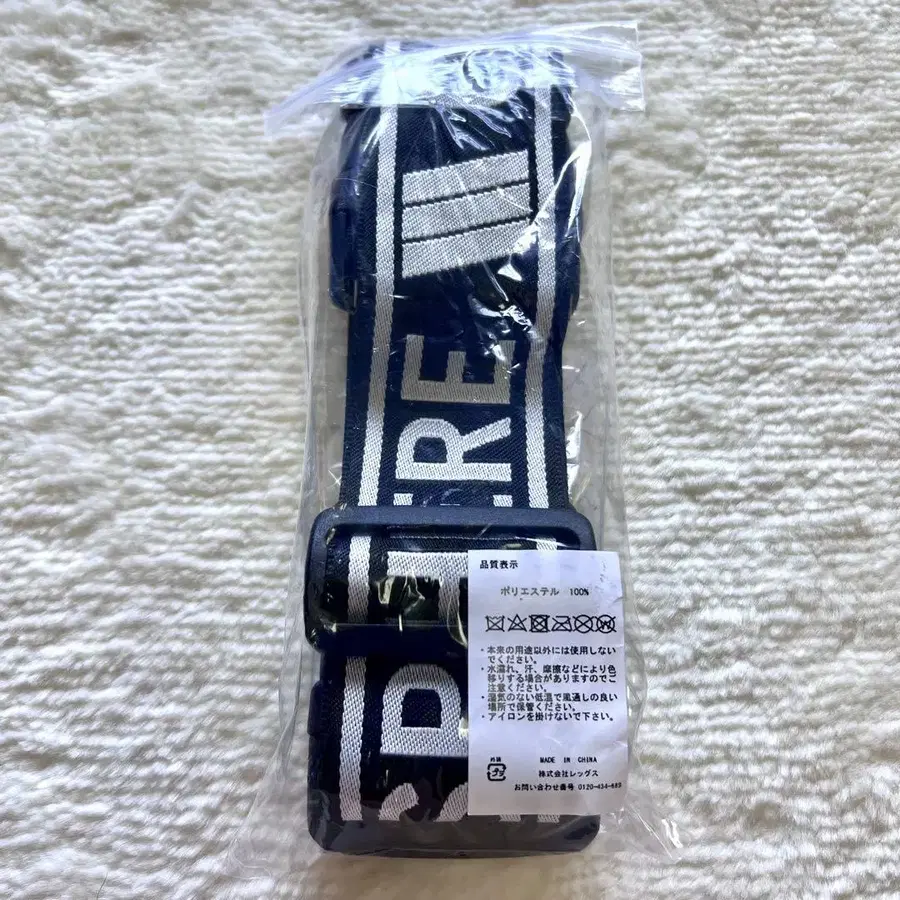 RE
品質表示
ポリエステル 100%
・本来の用途以外には使用しない
でください。
・水濡れ、汗、摩擦などにより色
移りする場合がありますのでご
注意ください。
・湿気のない低温で風通しの良い
場所で保管ください。
・アイロンを掛けないで下さい。
外装
プラ
MADE IN CHINA
株式会社レッグス
お問い合わせ番号 0120-434-